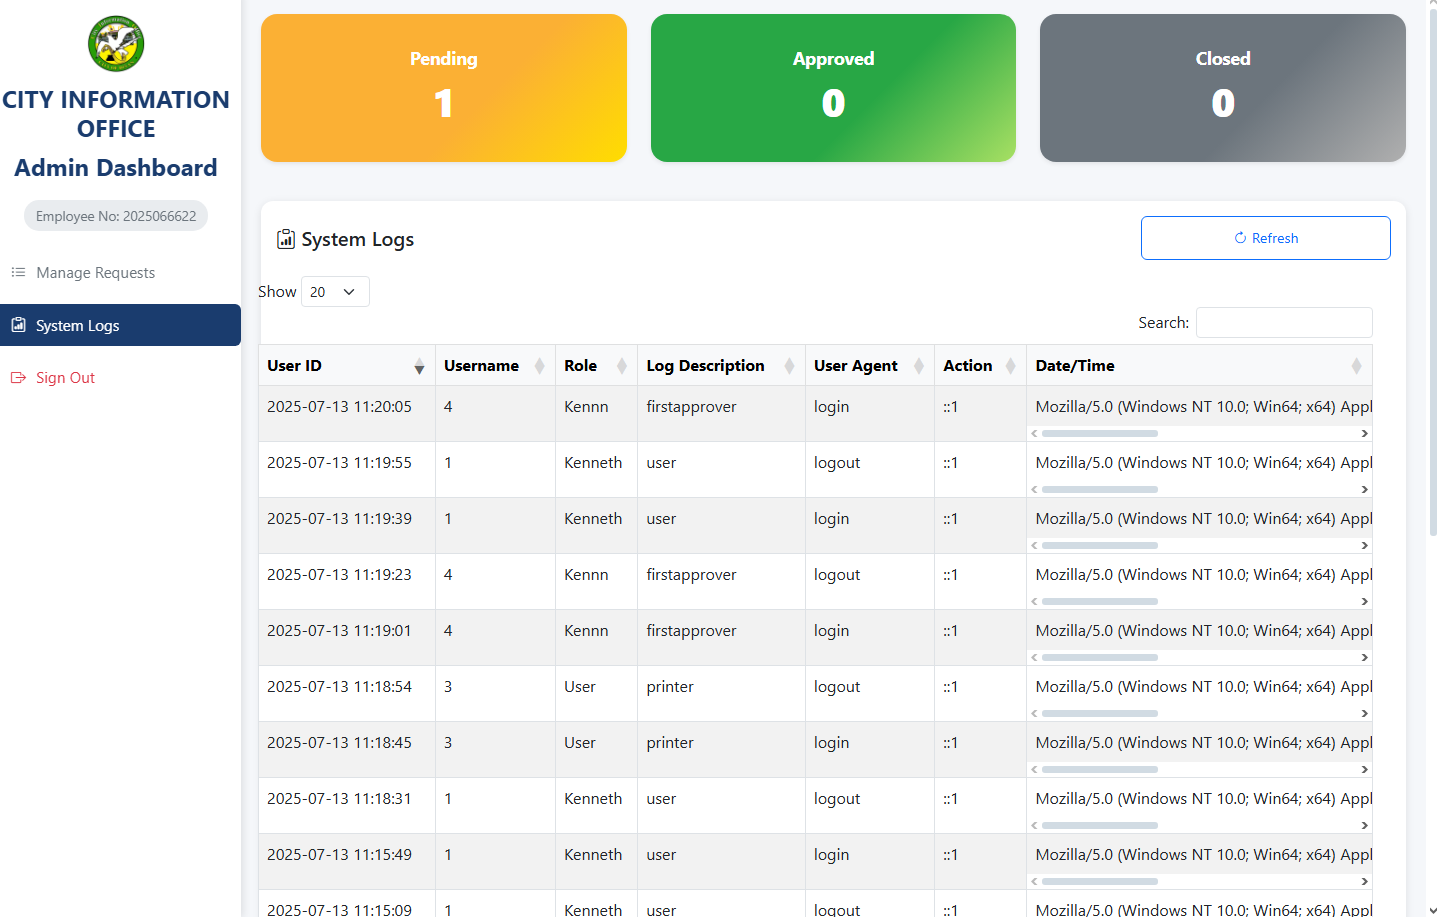 CITY INFORMATION
OFFICE
Admin Dashboard
Employee No: 2025066622
Manage Requests
System Logs
Sign Out
Pending
1
Approved
0
Closed
0
System Logs
Refresh
Show 20
Search:
User ID Username Role Log Description User Agent Action Date/Time
2025-07-13 11:20:05 4 Kennn firstapprover login ::1 Mozilla/5.0 (Windows NT 10.0; Win64; x64) Appl
2025-07-13 11:19:55 1 Kenneth user logout ::1 Mozilla/5.0 (Windows NT 10.0; Win64; x64) Appl
2025-07-13 11:19:39 1 Kenneth user login ::1 Mozilla/5.0 (Windows NT 10.0; Win64; x64) Appl
2025-07-13 11:19:23 4 Kennn firstapprover logout ::1 Mozilla/5.0 (Windows NT 10.0; Win64; x64) Appl
2025-07-13 11:19:01 4 Kennn firstapprover login ::1 Mozilla/5.0 (Windows NT 10.0; Win64; x64) Appl
2025-07-13 11:18:54 3 User printer logout ::1 Mozilla/5.0 (Windows NT 10.0; Win64; x64) Appl
2025-07-13 11:18:45 3 User printer login ::1 Mozilla/5.0 (Windows NT 10.0; Win64; x64) Appl
2025-07-13 11:18:31 1 Kenneth user logout ::1 Mozilla/5.0 (Windows NT 10.0; Win64; x64) Appl
2025-07-13 11:15:49 1 Kenneth user login ::1 Mozilla/5.0 (Windows NT 10.0; Win64; x64) Appl
2025-07-13 11:15:09 1 Kenneth user logout ::1 Mozilla/5.0 (Windows NT 10.0; Win64; x64) Appl